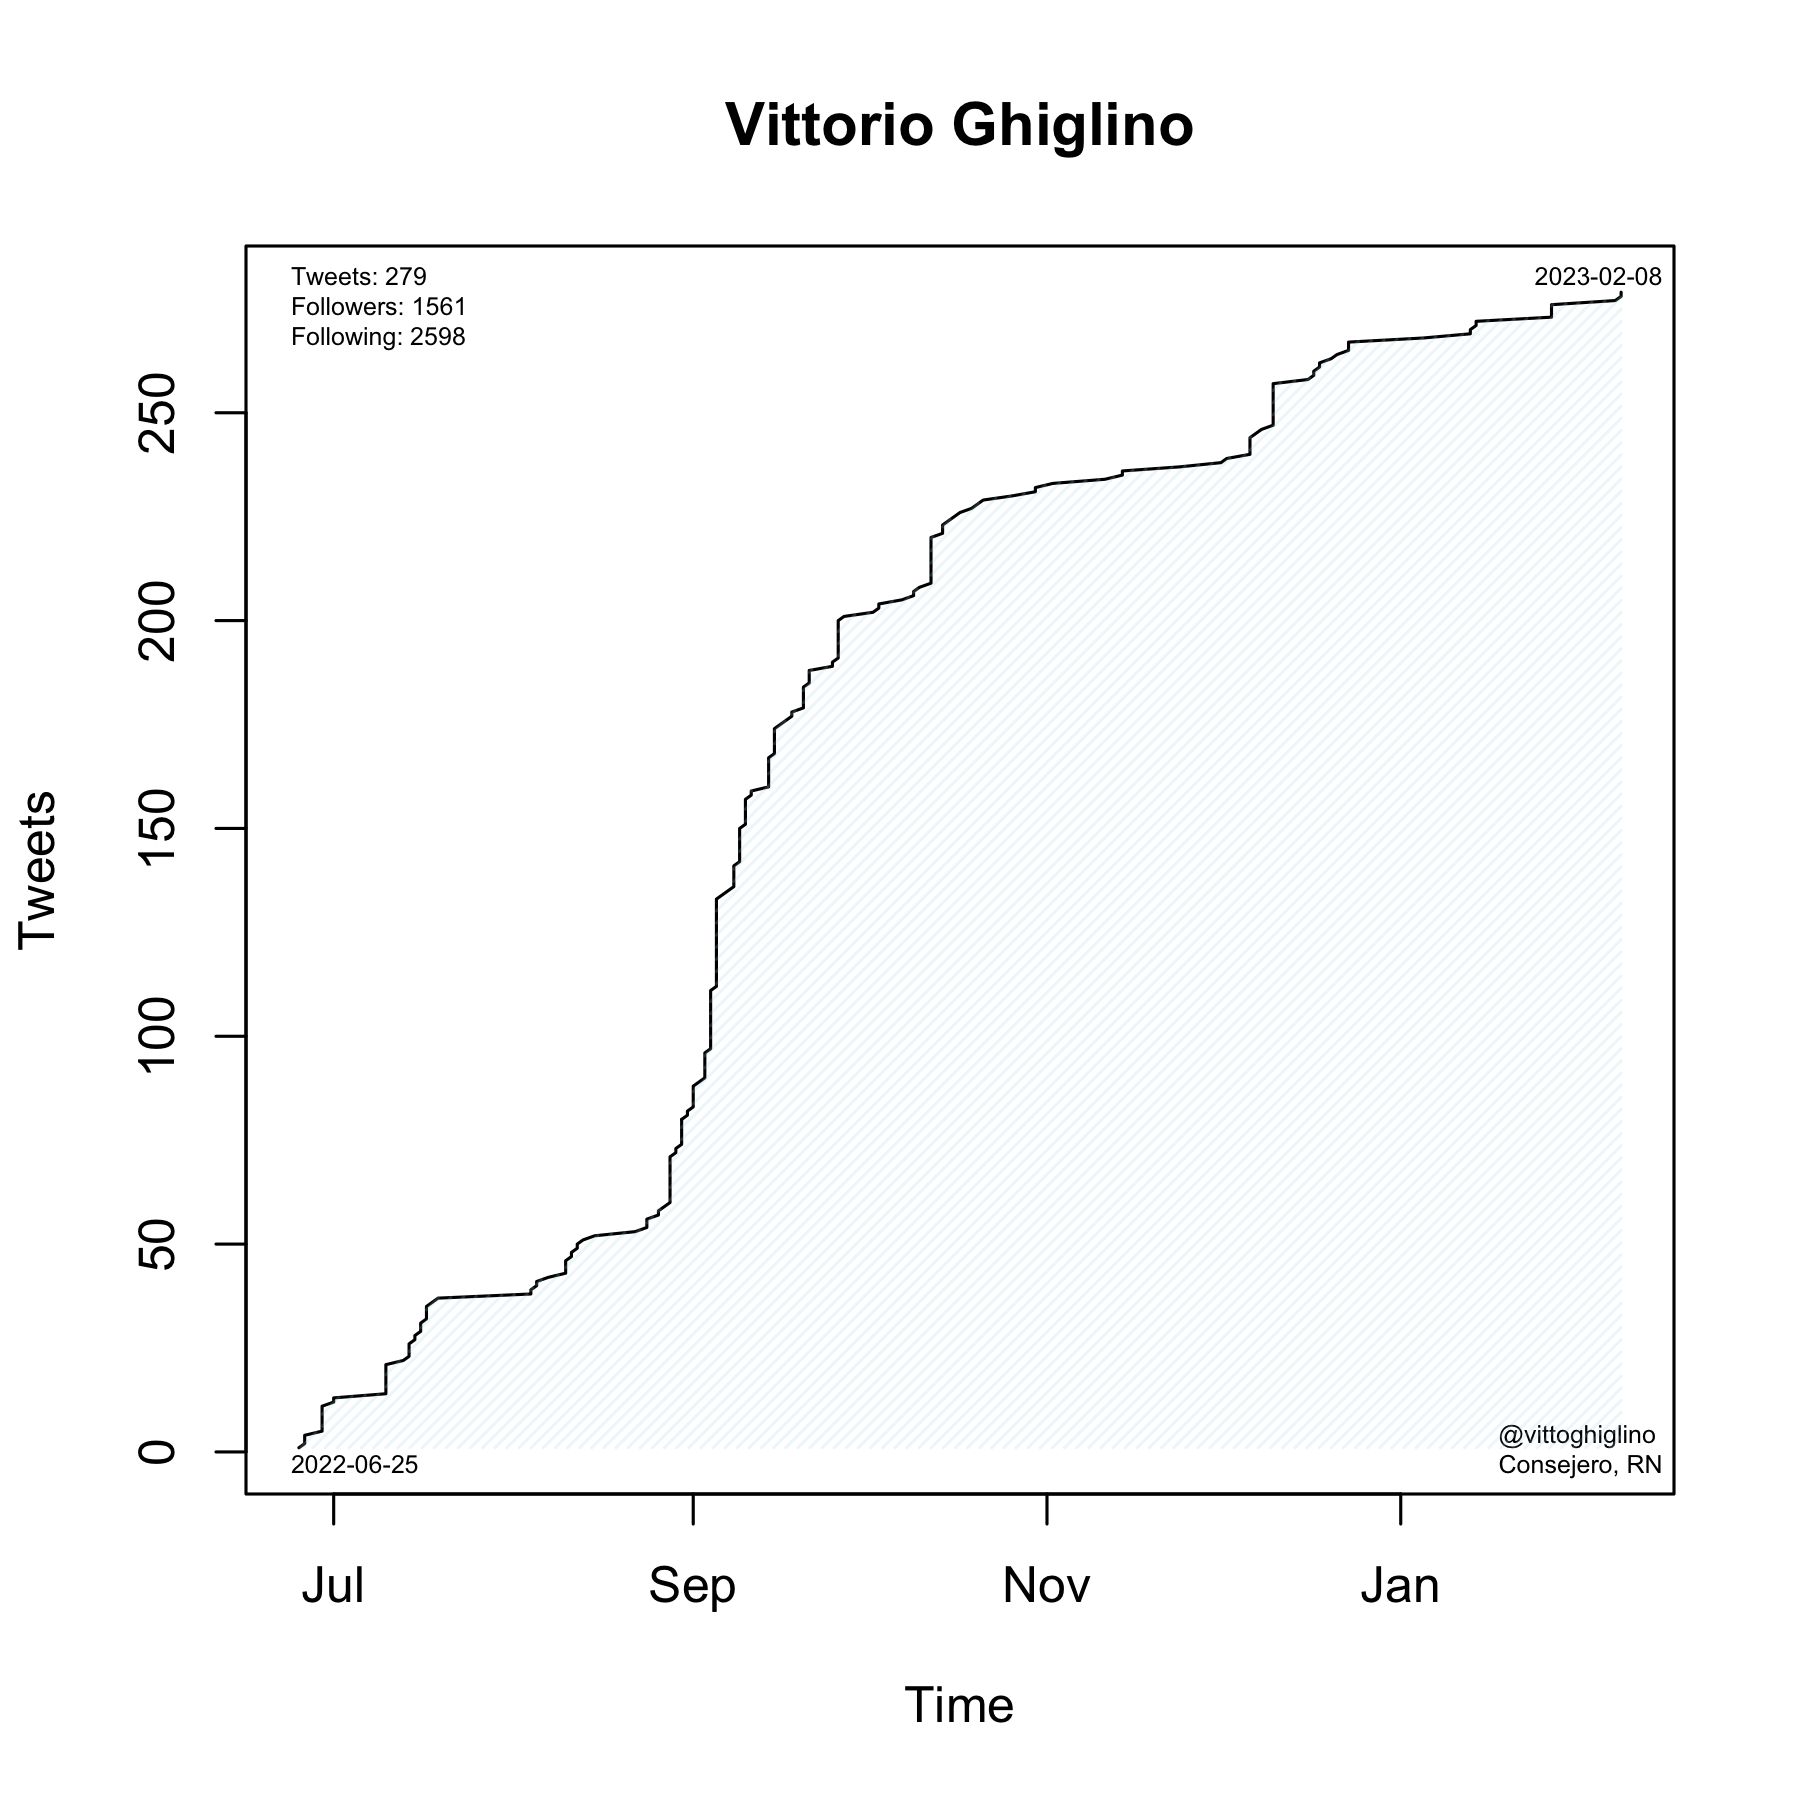 Vittorio Ghiglino
Tweets: 279
Followers: 1561
Following: 2598
2023-02-08
250
200
150
100
50
0
Tweets
2022-06-25
@vittoghiglino
Consejero, RN
Jul Sep Nov Jan
Time